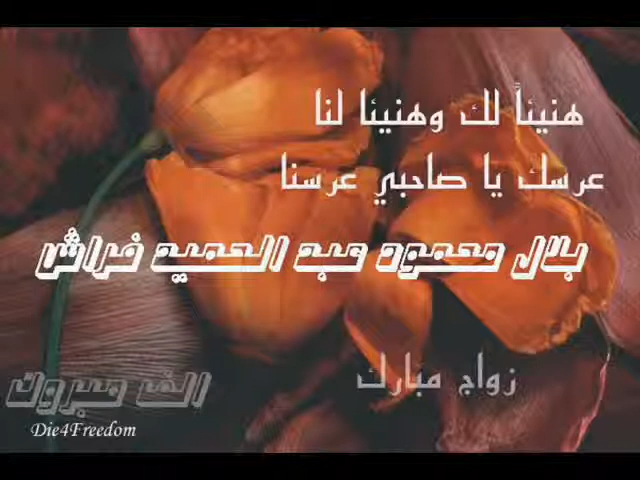 هنيئاً لك وهنيئا لنا
عرسك يا صاحبي عرسنا
بلال محمود عبد الحميد فراش
زواج مبارك
الف مبروك
Die4Freedom